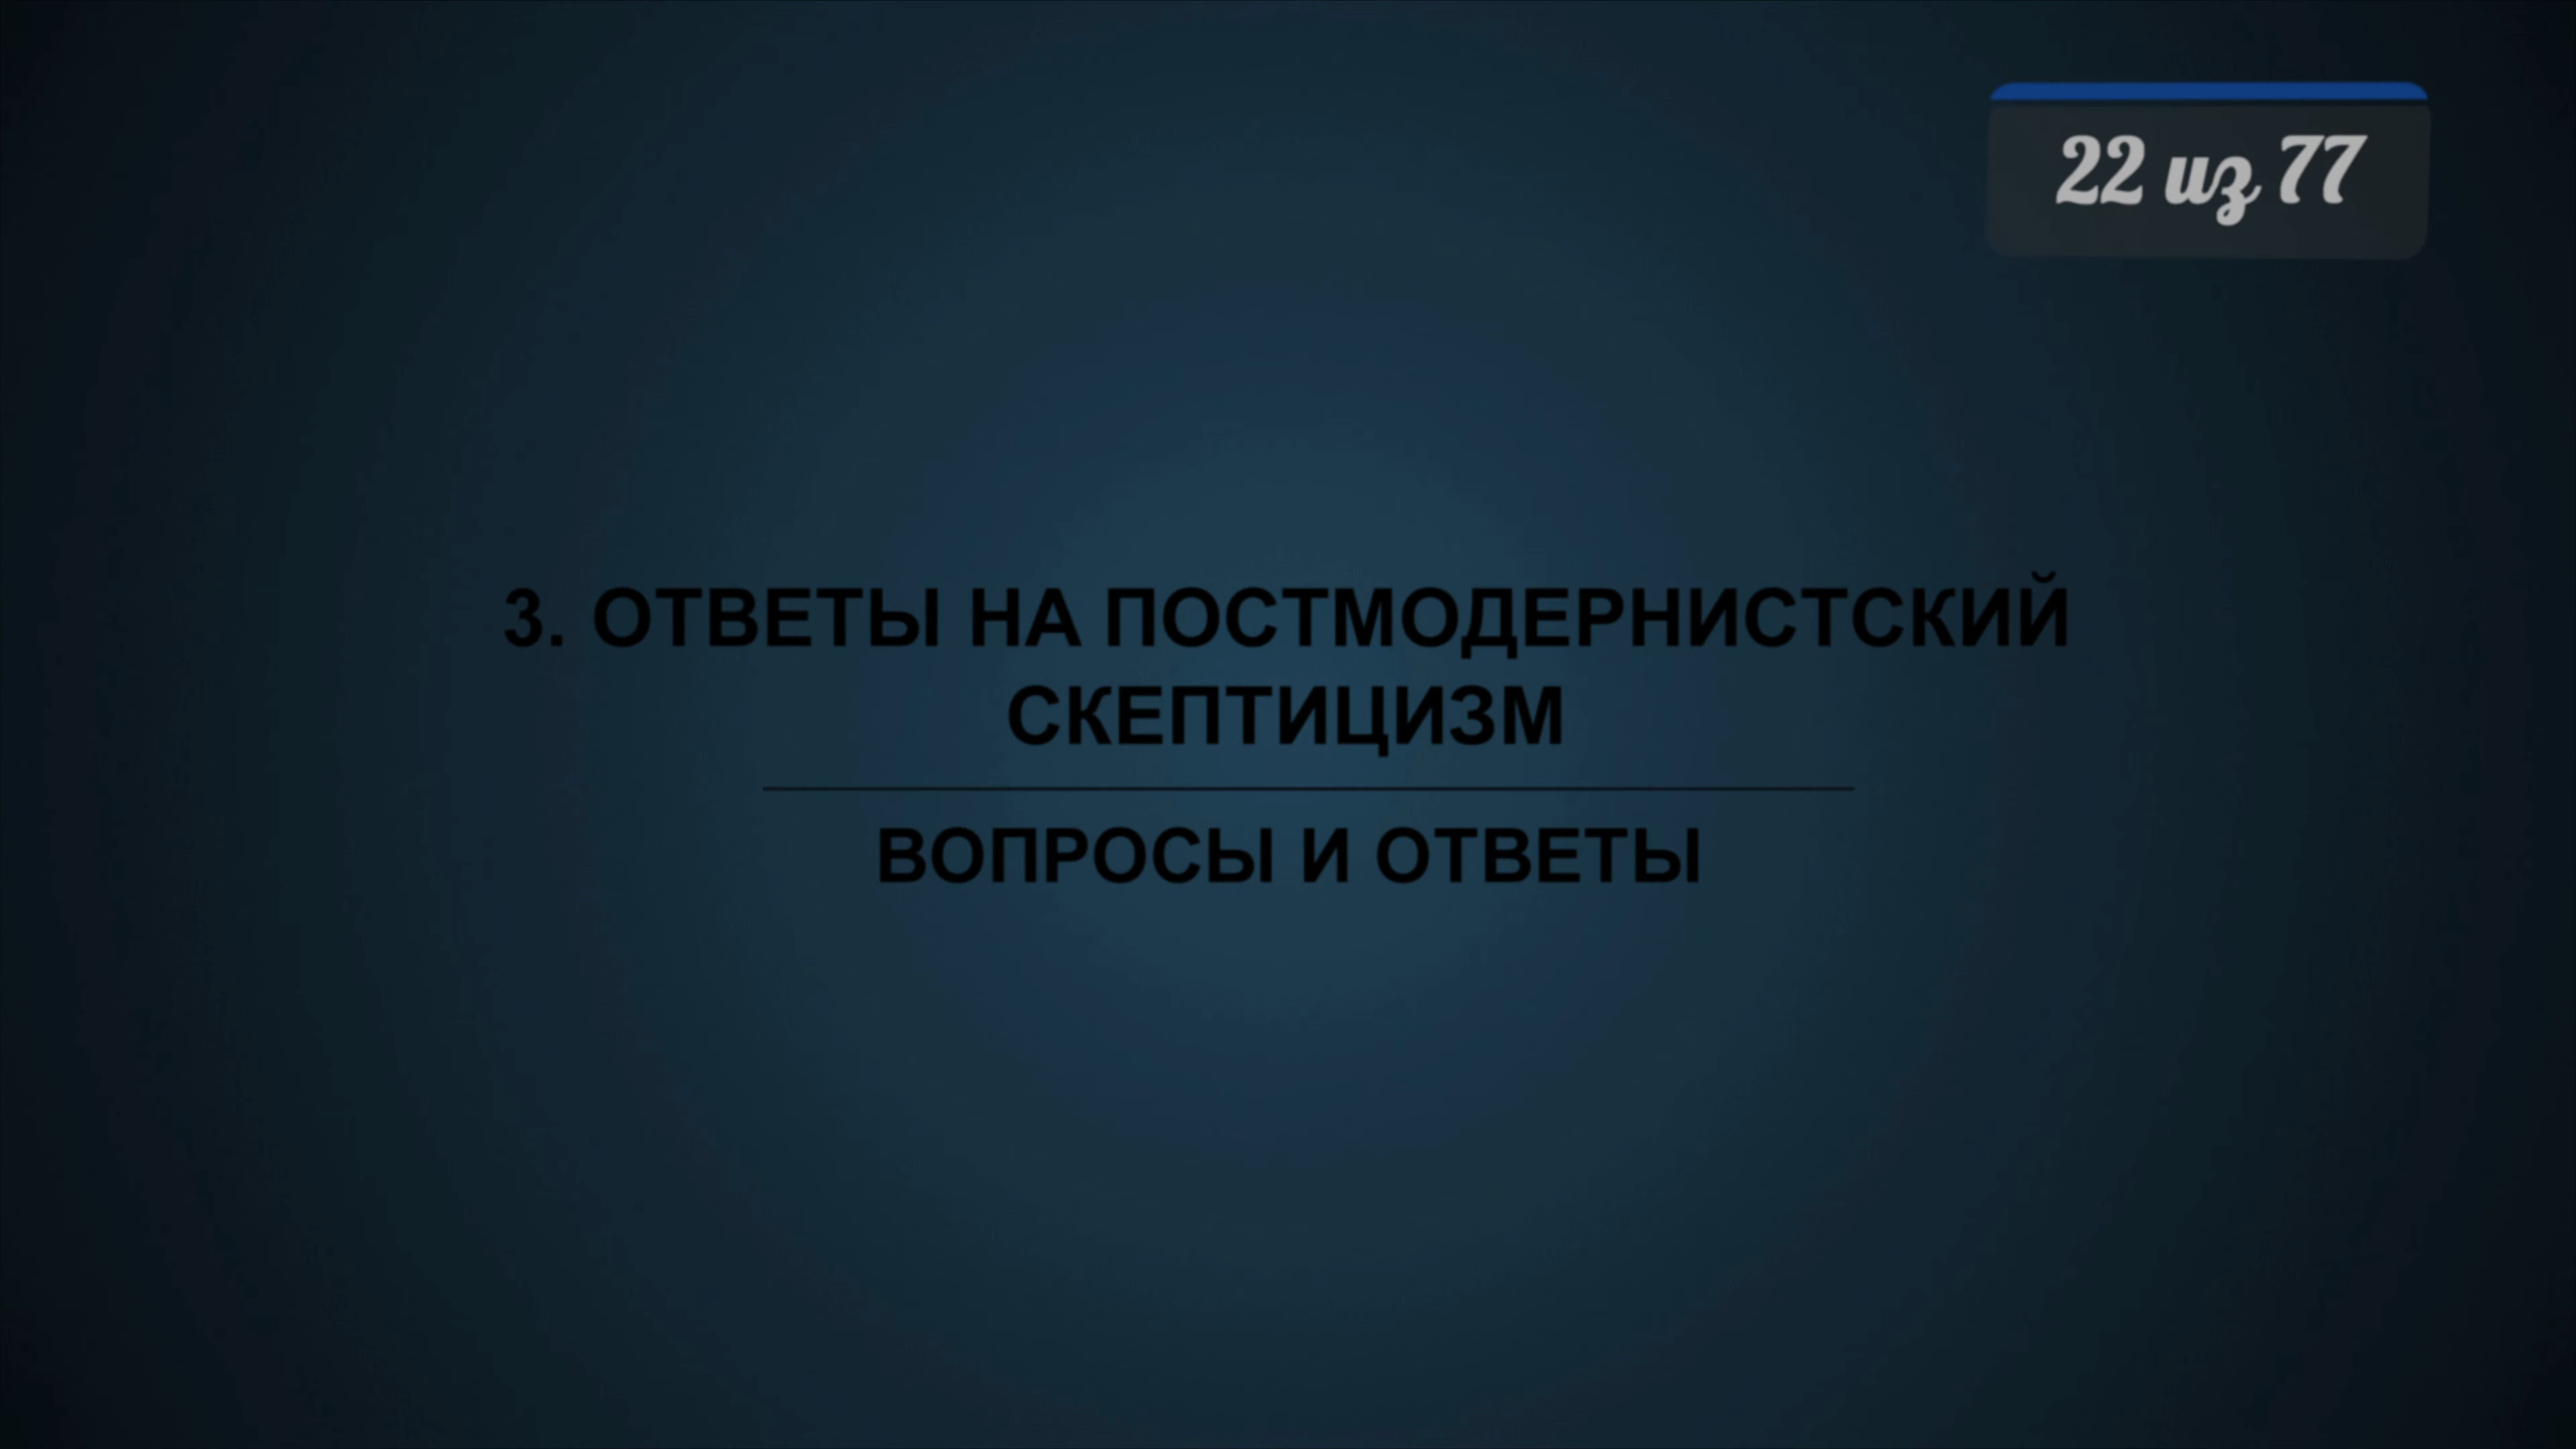 22 из 77
3. ОТВЕТЫ НА ПОСТМОДЕРНИСТСКИЙ
СКЕПТИЦИЗМ
ВОПРОСЫ И ОТВЕТЫ